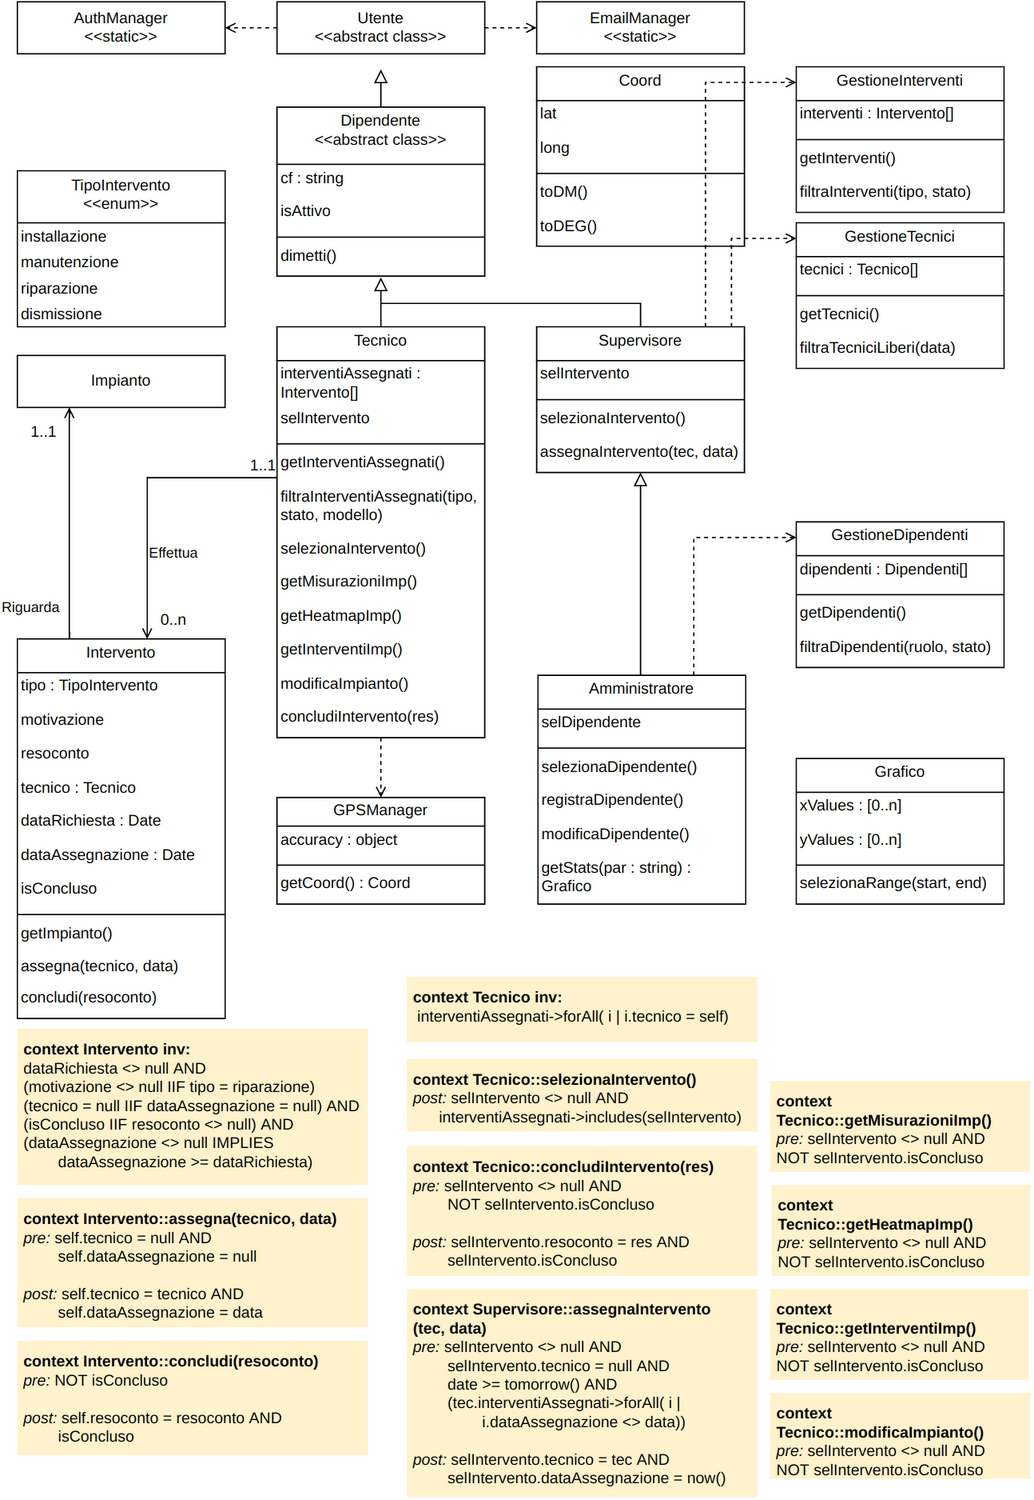 AuthManager
<<static>>
Utente
<<abstract class>>
EmailManager
<<static>>
Coord
lat
long
toDM()
toDEG()
GestioneInterventi
interventi : Intervento[]
getInterventi()
filtraInterventi(tipo, stato)
Dipendente
<<abstract class>>
cf : string
isAttivo
dimetti()
TipoIntervento
<<enum>>
installazione
manutenzione
riparazione
dismissione
GestioneTecnici
tecnici : Tecnico[]
getTecnici()
filtraTecniciLiberi(data)
Tecnico
interventiAssegnati :
Intervento[]
selIntervento
getInterventiAssegnati()
filtraInterventiAssegnati(tipo,
stato, modello)
selezionaIntervento()
getMisurazioniImp()
getHeatmapImp()
getInterventiImp()
modificaImpianto()
concludiIntervento(res)
Supervisore
selIntervento
selezionaIntervento()
assegnaIntervento(tec, data)
Impianto
1..1
1..1
Effettua
Riguarda
0..n
GestioneDipendenti
dipendenti : Dipendenti[]
getDipendenti()
filtraDipendenti(ruolo, stato)
Intervento
tipo : TipoIntervento
motivazione
resoconto
tecnico : Tecnico
dataRichiesta : Date
dataAssegnazione : Date
isConcluso
getImpianto()
assegna(tecnico, data)
concludi(resoconto)
Amministratore
selDipendente
selezionaDipendente()
registraDipendente()
modificaDipendente()
getStats(par : string) :
Grafico
GPSManager
accuracy : object
getCoord() : Coord
Grafico
xValues : [0..n]
yValues : [0..n]
selezionaRange(start, end)
context Intervento inv:
dataRichiesta <> null AND
(motivazione <> null IIF tipo = riparazione)
(tecnico = null IIF dataAssegnazione = null) AND
(isConcluso IIF resoconto <> null) AND
(dataAssegnazione <> null IMPLIES
dataAssegnazione >= dataRichiesta)
context Intervento::assegna(tecnico, data)
pre: self.tecnico = null AND
self.dataAssegnazione = null
post: self.tecnico = tecnico AND
self.dataAssegnazione = data
context Intervento::concludi(resoconto)
pre: NOT isConcluso
post: self.resoconto = resoconto AND
isConcluso
context Tecnico inv:
interventiAssegnati->forAll( i | i.tecnico = self)
context Tecnico::selezionaIntervento()
post: selIntervento <> null AND
interventiAssegnati->includes(selIntervento)
context Tecnico::concludiIntervento(res)
pre: selIntervento <> null AND
NOT selIntervento.isConcluso
post: selIntervento.resoconto = res AND
selIntervento.isConcluso
context Supervisore::assegnaIntervento
(tec, data)
pre: selIntervento <> null AND
selIntervento.tecnico = null AND
date >= tomorrow() AND
(tec.interventiAssegnati->forAll( i |
i.dataAssegnazione <> data))
post: selIntervento.tecnico = tec AND
selIntervento.dataAssegnazione = now()
context
Tecnico::getMisurazioniImp()
pre: selIntervento <> null AND
NOT selIntervento.isConcluso
context
Tecnico::getHeatmapImp()
pre: selIntervento <> null AND
NOT selIntervento.isConcluso
context
Tecnico::getInterventiImp()
pre: selIntervento <> null AND
NOT selIntervento.isConcluso
context
Tecnico::modificaImpianto()
pre: selIntervento <> null AND
NOT selIntervento.isConcluso